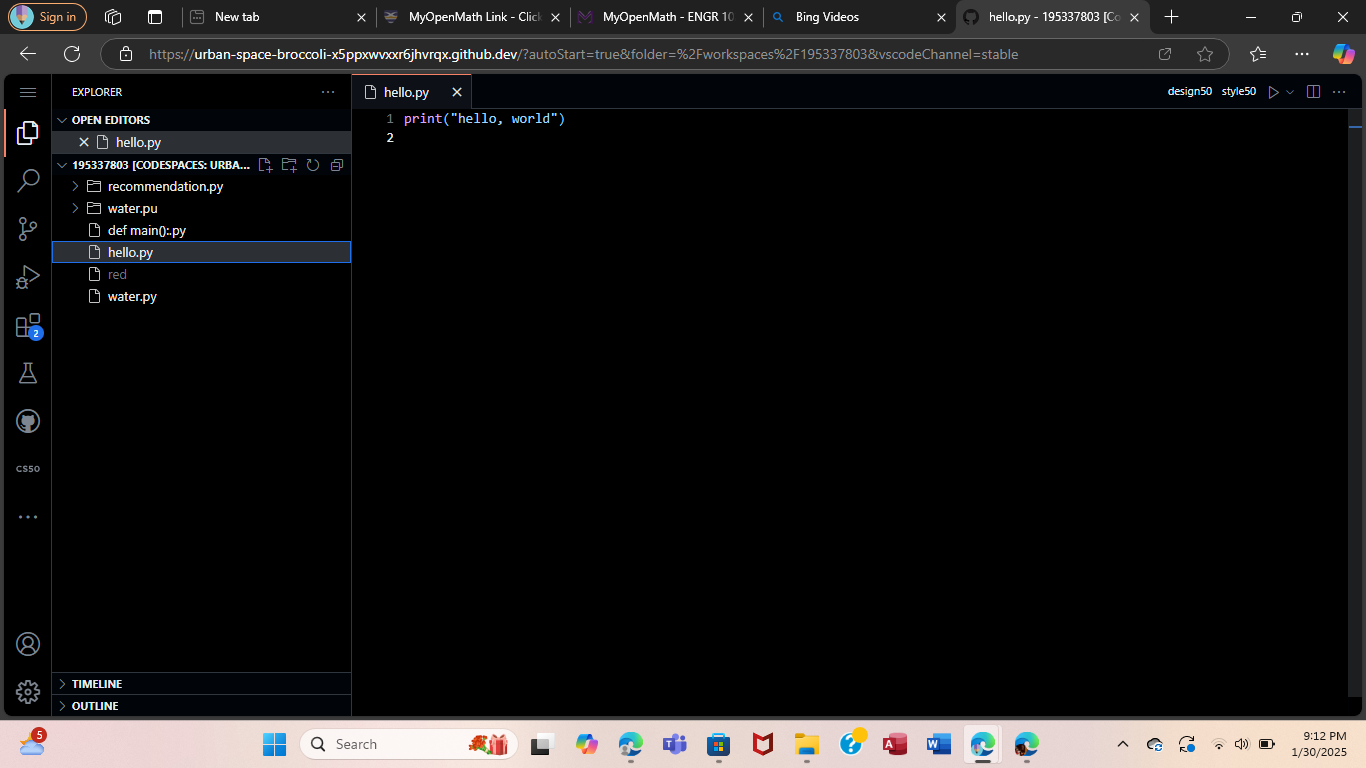 Sign in
New tab
MyOpenMath Link - Click
MyOpenMath - ENGR 10
Bing Videos
hello.py - 195337803 [Co
https://urban-space-broccoli-x5ppxwvxxr6jhvrqx.github.dev/?autoStart=true&folder=%2Fworkspaces%2F195337803&vscodeChannel=stable
EXPLORER
hello.py
design50 style50
OPEN EDITORS
hello.py
195337803 [CODESPACES: URBA...
recommendation.py
water.pu
def main():.py
hello.py
red
water.py
1 print("hello, world")
2
2
CS50
TIMELINE
OUTLINE
5
Search
9:12 PM
1/30/2025